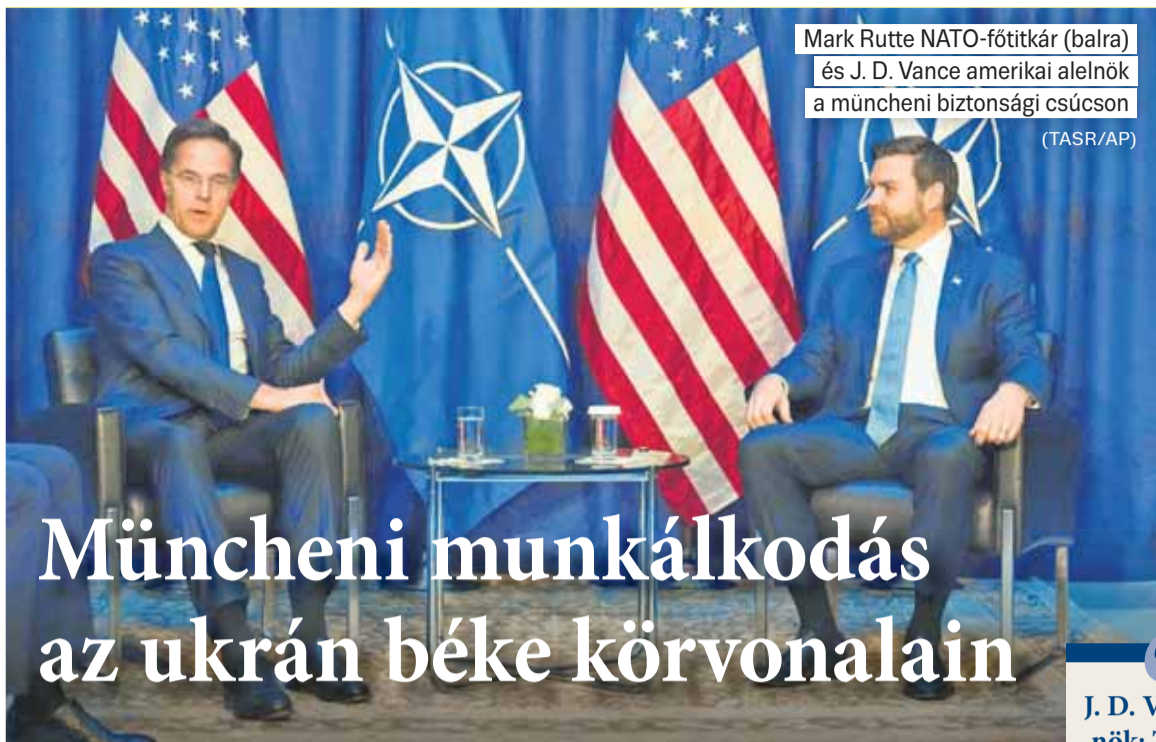 Mark Rutte NATO-főtitkár (balra)
és J. D. Vance amerikai alelnök
a müncheni biztonsági csúcson
(TASR/AP)
Müncheni munkálkodás
az ukrán béke körvonalain
J. D.